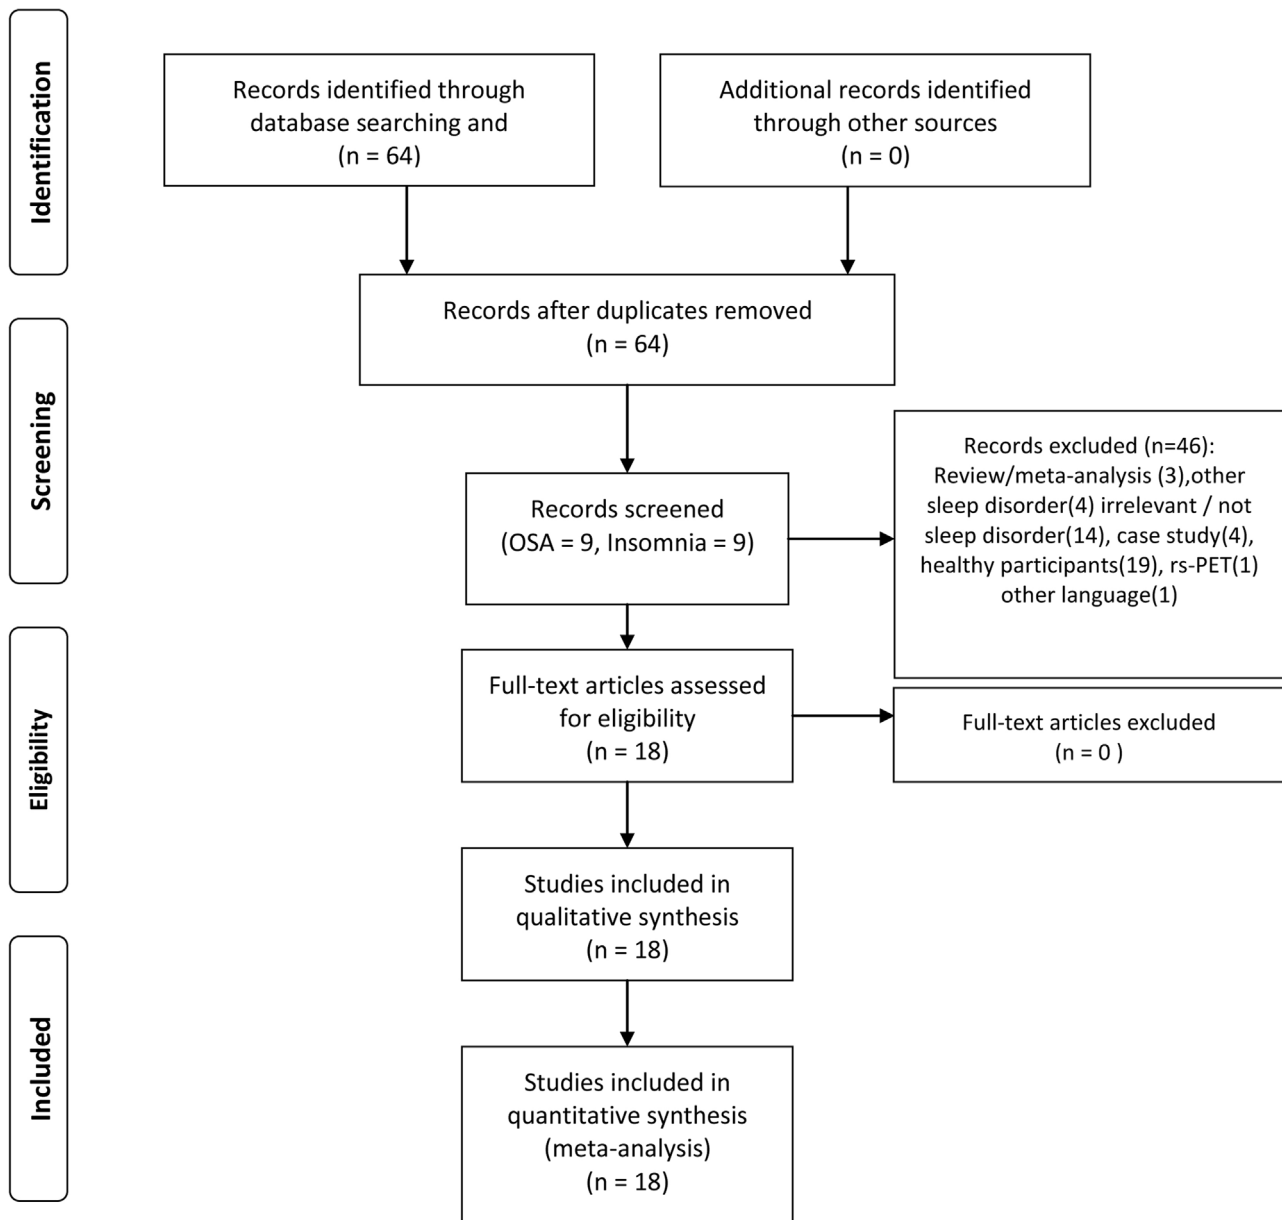 Identification
Records identified through
database searching and
(n = 64)
Additional records identified
through other sources
(n = 0)
Records after duplicates removed
(n = 64)
Screening
Records screened
(OSA = 9, Insomnia = 9)
Records excluded (n=46):
Review/meta-analysis (3),other
sleep disorder(4) irrelevant / not
sleep disorder(14), case study(4),
healthy participants(19), rs-PET(1)
other language(1)
Eligibility
Full-text articles assessed
for eligibility
(n = 18)
Full-text articles excluded
(n = 0 )
Studies included in
qualitative synthesis
(n = 18)
Included
Studies included in
quantitative synthesis
(meta-analysis)
(n = 18)